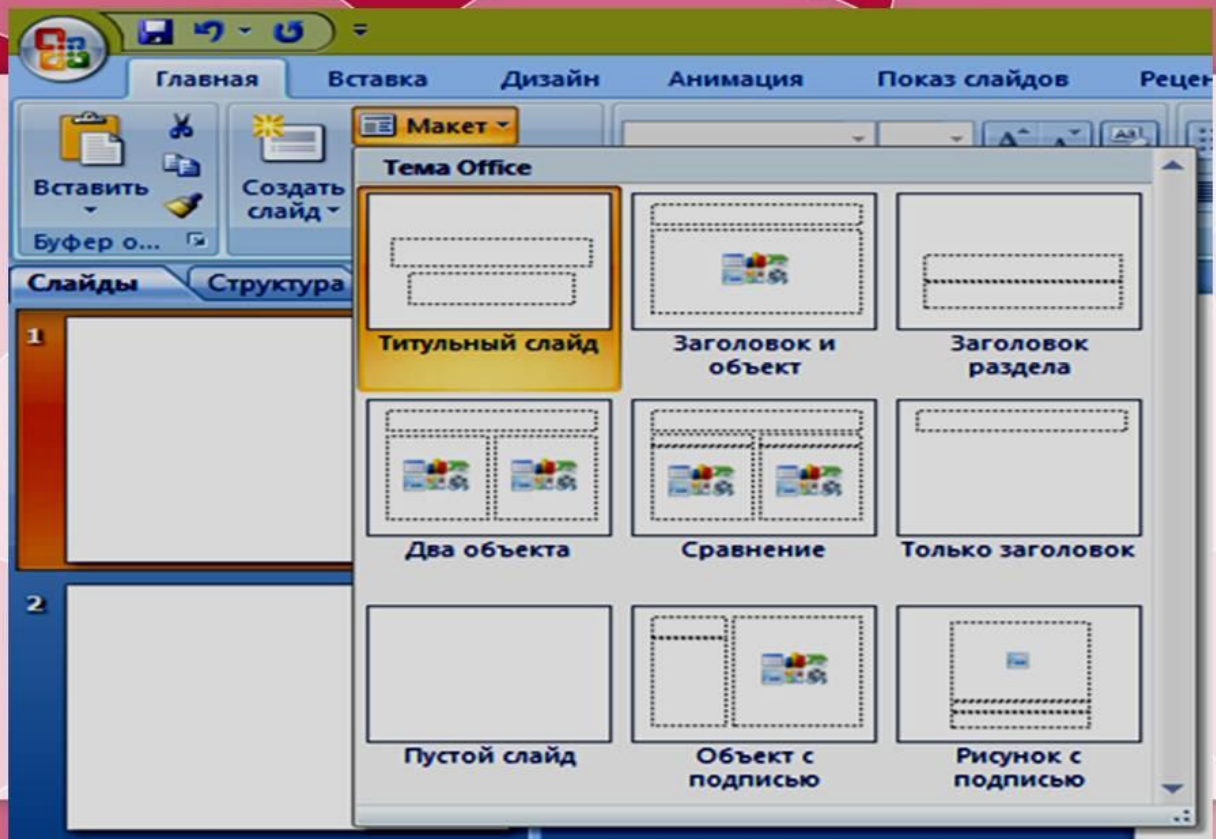 Главная Вставка Дизайн Анимация Показ слайдов Рецен
Макет
Вставить
Создать
слайд
Буфер о...
Слайды Структура
Тема Office
Титульный слайд
Заголовок и
объект
Заголовок
раздела
Два объекта
Сравнение
Только заголовок
Пустой слайд
Объект с
подписью
Рисунок с
подписью
1
2